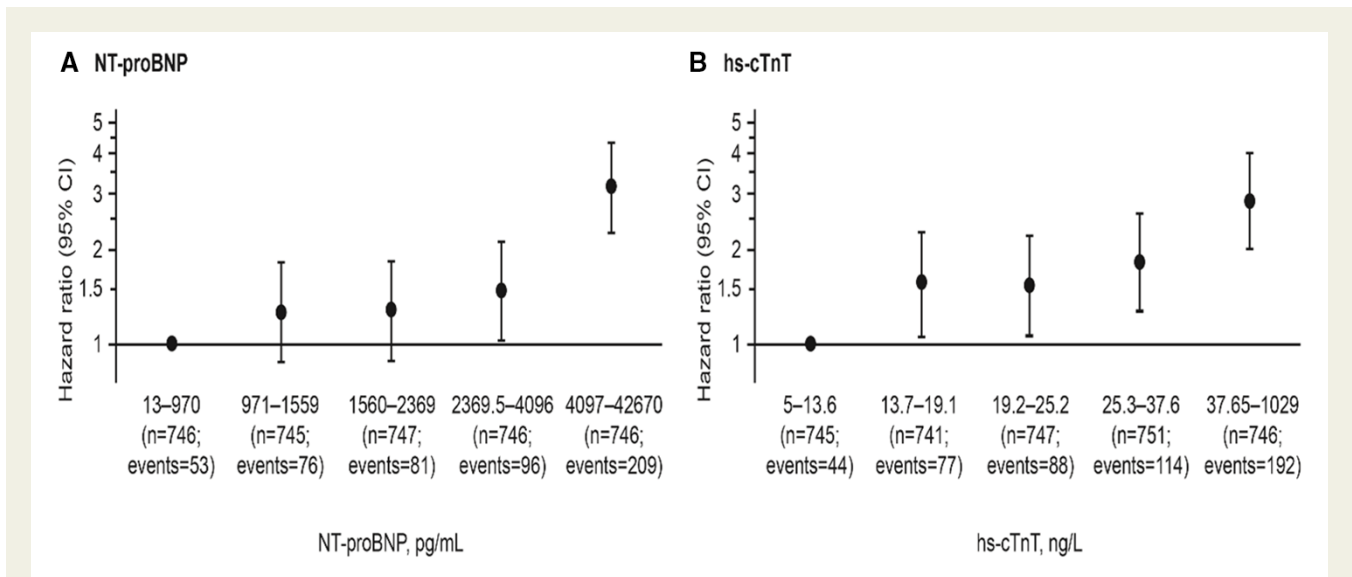 A NT-proBNP
Hazard ratio (95% CI)
5
4
3
2
1.5
1
13–970
(n=746;
events=53)
971–1559
(n=745;
events=76)
1560–2369
(n=747;
events=81)
2369.5–4096
(n=746;
events=96)
4097–42670
(n=746;
events=209)
NT-proBNP, pg/mL
B hs-cTnT
Hazard ratio (95% CI)
5
4
3
2
1.5
1
5–13.6
(n=745;
events=44)
13.7–19.1
(n=741;
events=77)
19.2–25.2
(n=747;
events=88)
25.3–37.6
(n=751;
events=114)
37.65–1029
(n=746;
events=192)
hs-cTnT, ng/L